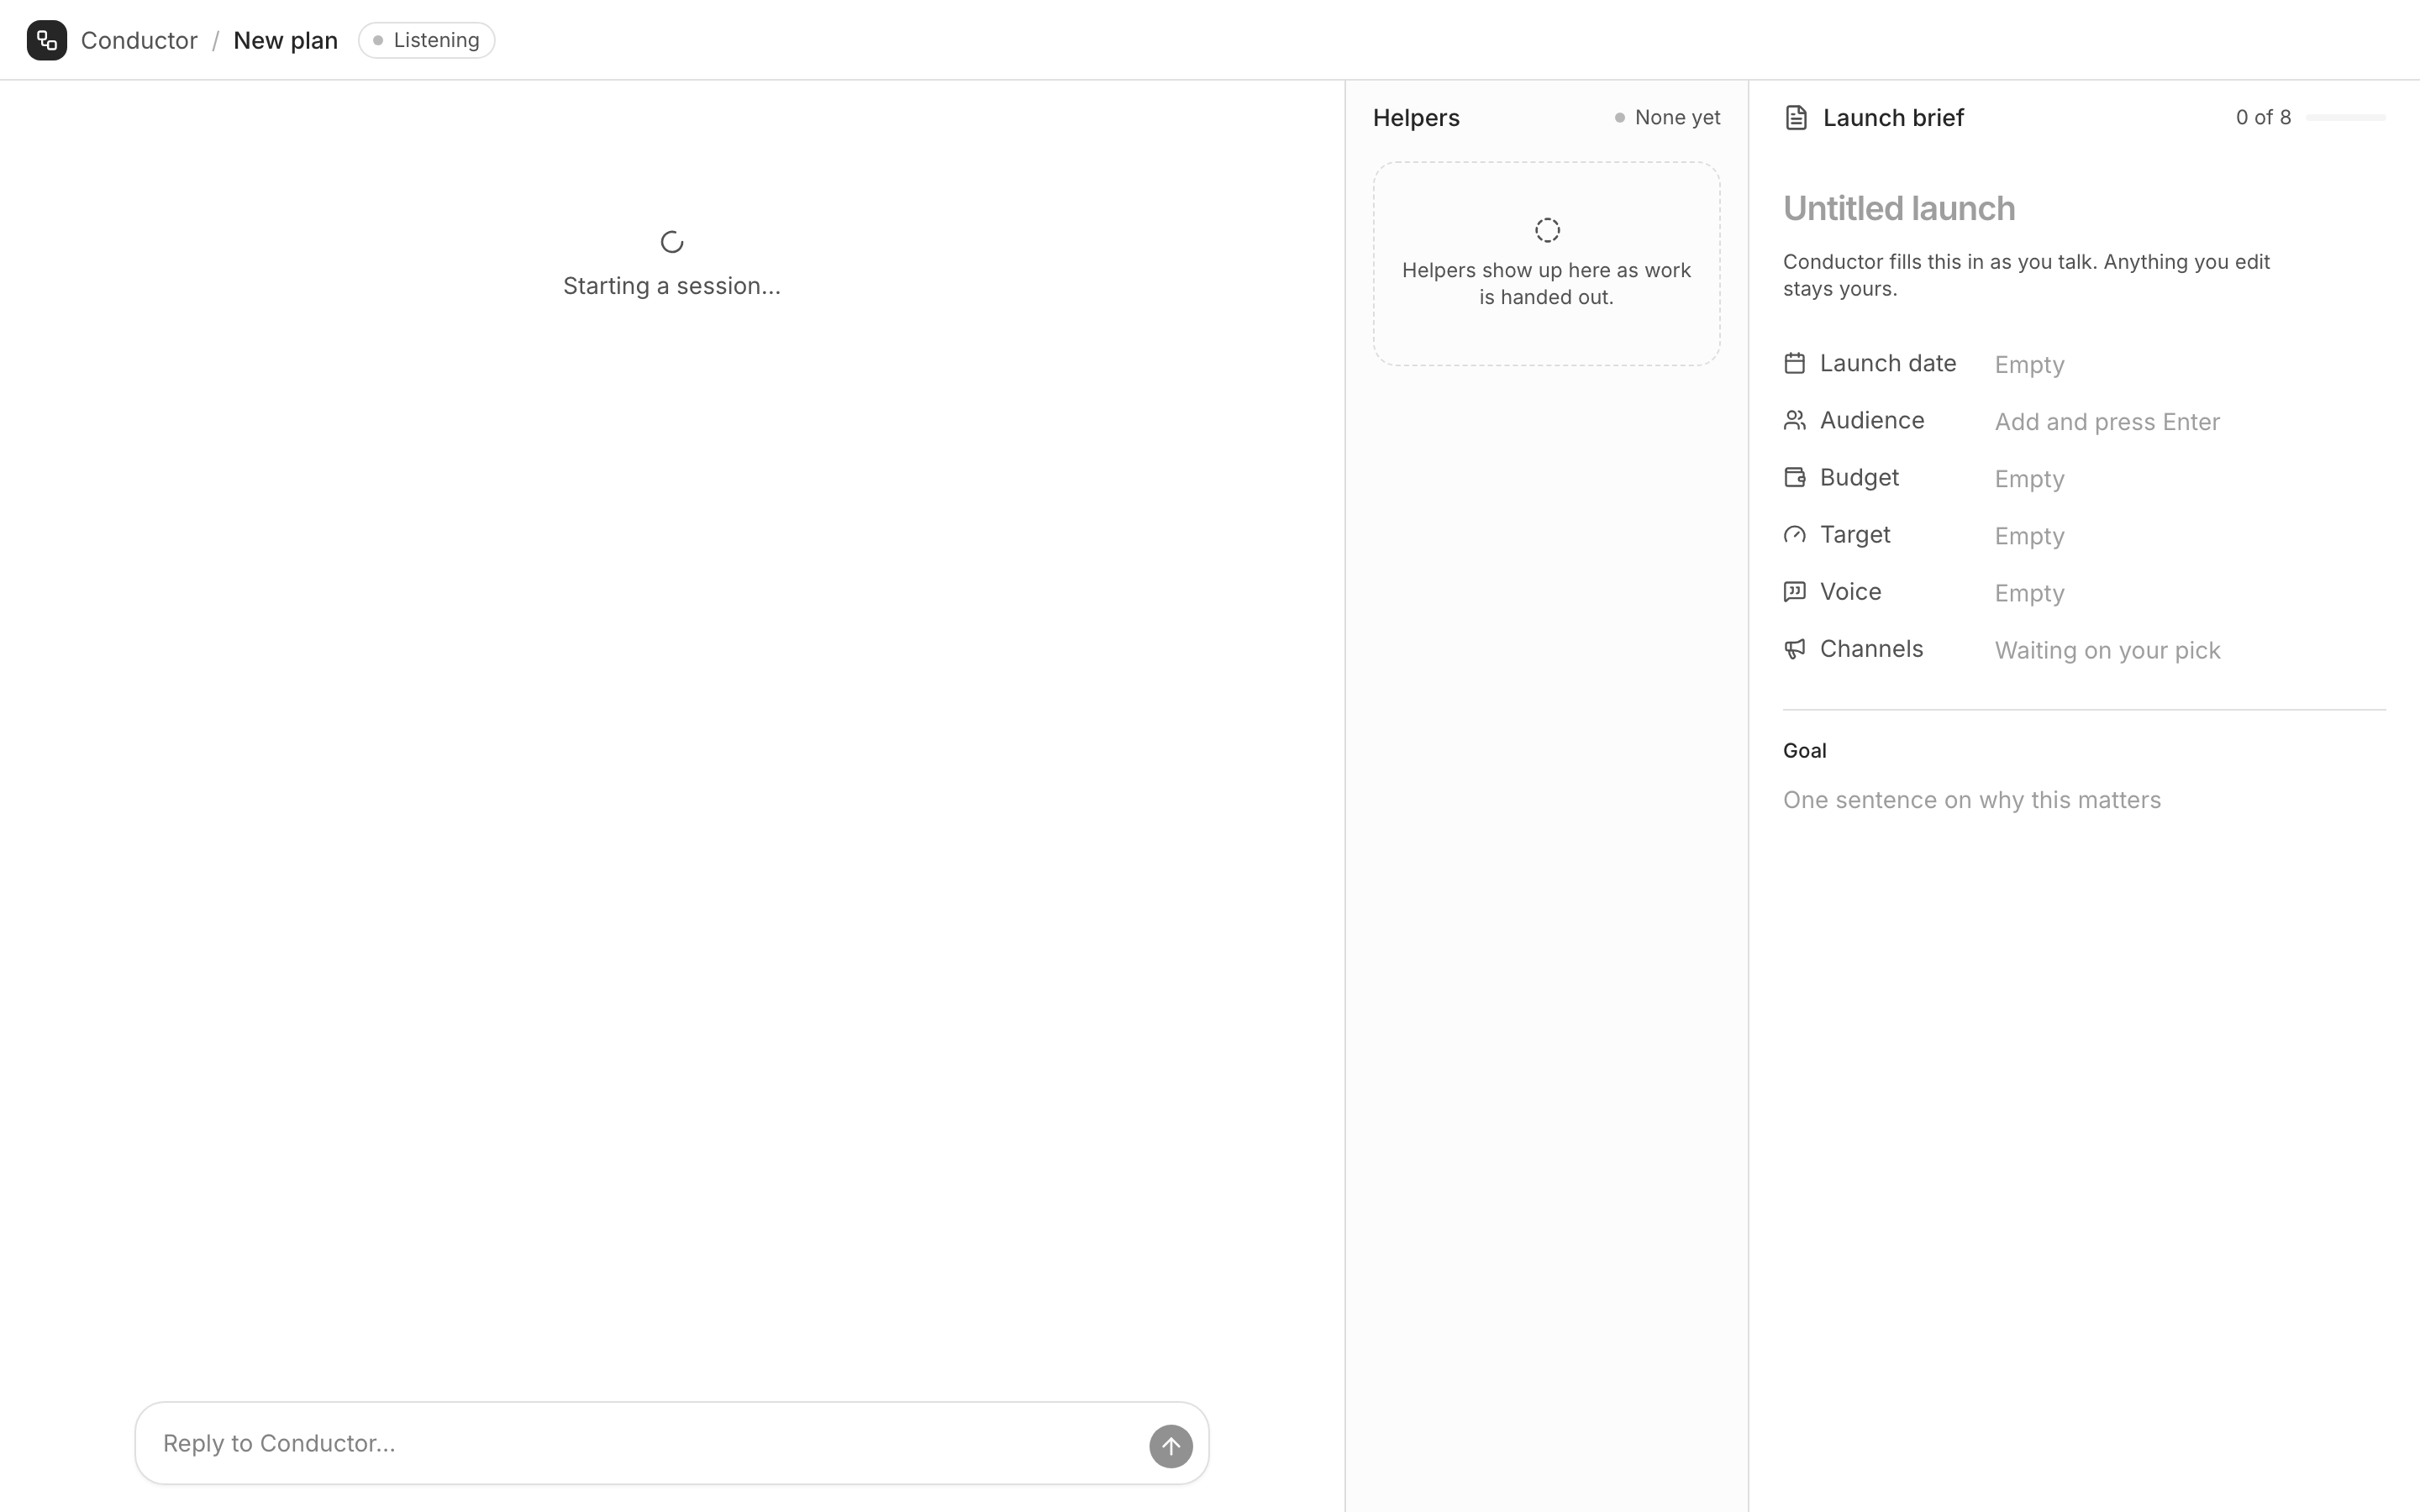 Conductor / New plan
Listening
Starting a session...
Reply to Conductor...
Helpers
None yet
Helpers show up here as work
is handed out.
Launch brief
0 of 8
Untitled launch
Conductor fills this in as you talk. Anything you edit
stays yours.
Launch date
Empty
Audience
Add and press Enter
Budget
Empty
Target
Empty
Voice
Empty
Channels
Waiting on your pick
Goal
One sentence on why this matters